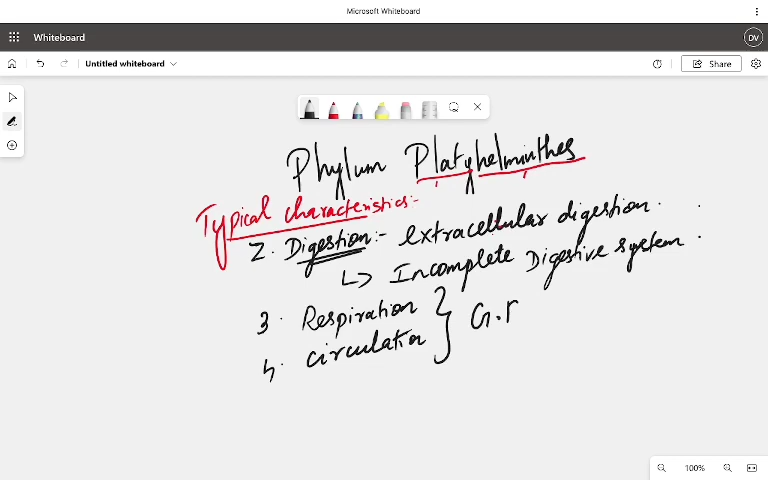 Microsoft Whiteboard
Whiteboard
DV
Untitled whiteboard
Share
Phylum Platyhelminthes
Typical characteristics:-
2. Digestion:- extracellular digestion.
↳ Incomplete Digestive system.
3. Respiration
4. circulation } G.r
100%